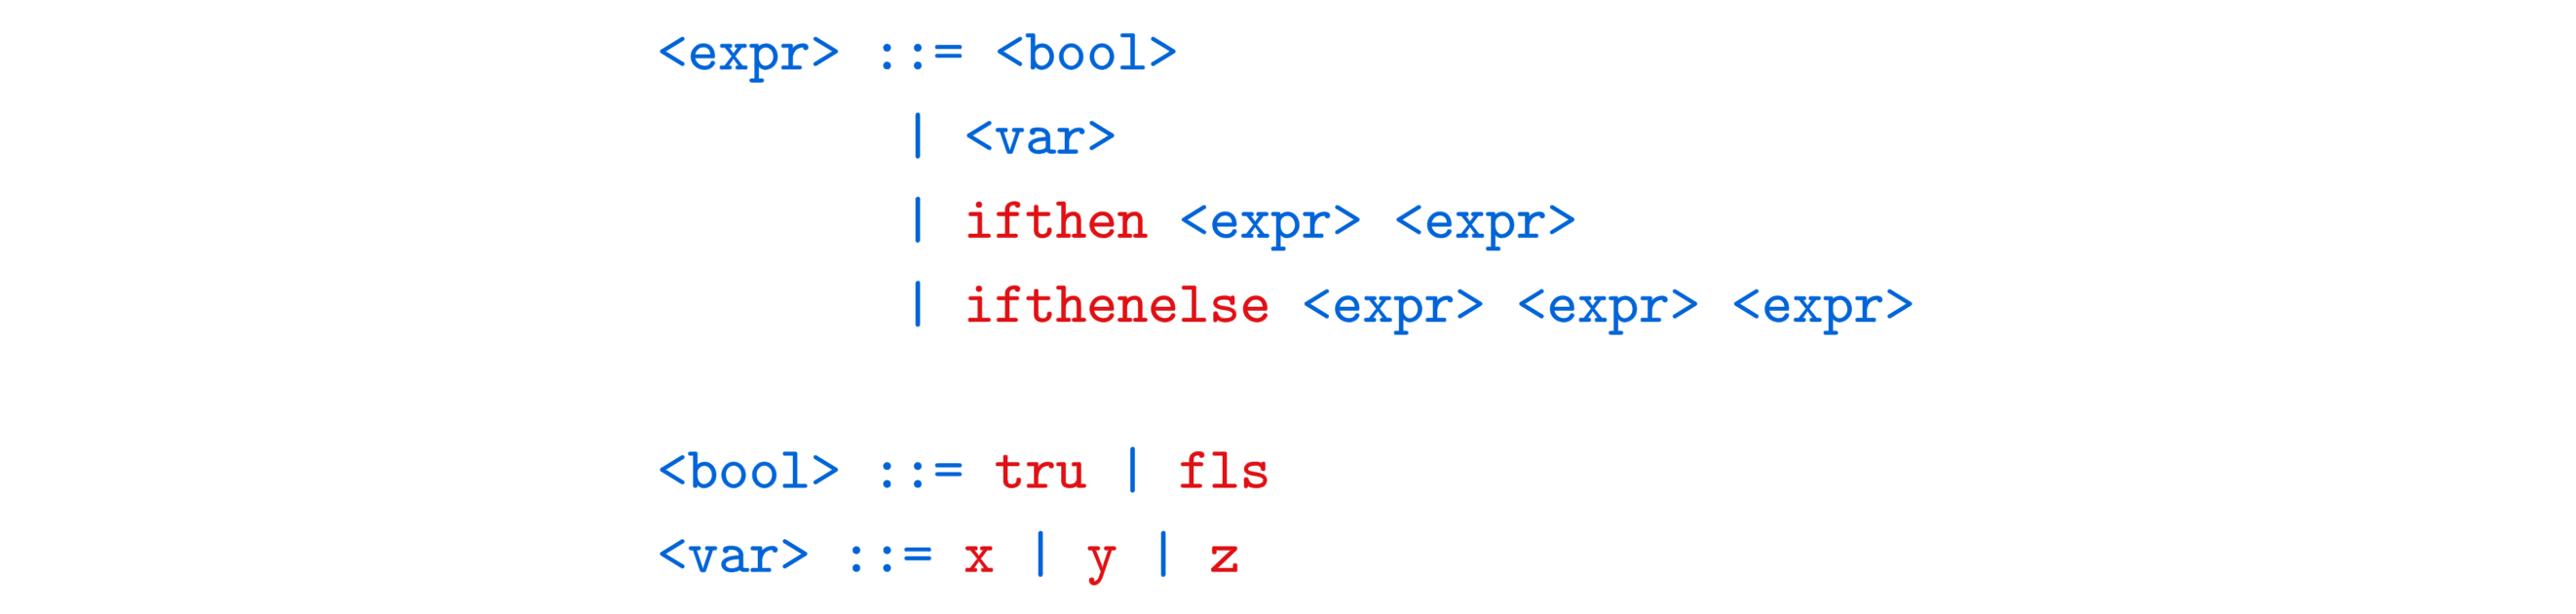 <expr> ::= <bool>
| <var>
| ifthen <expr> <expr>
| ifthenelse <expr> <expr> <expr>
<bool> ::= tru | fls
<var> ::= x | y | z